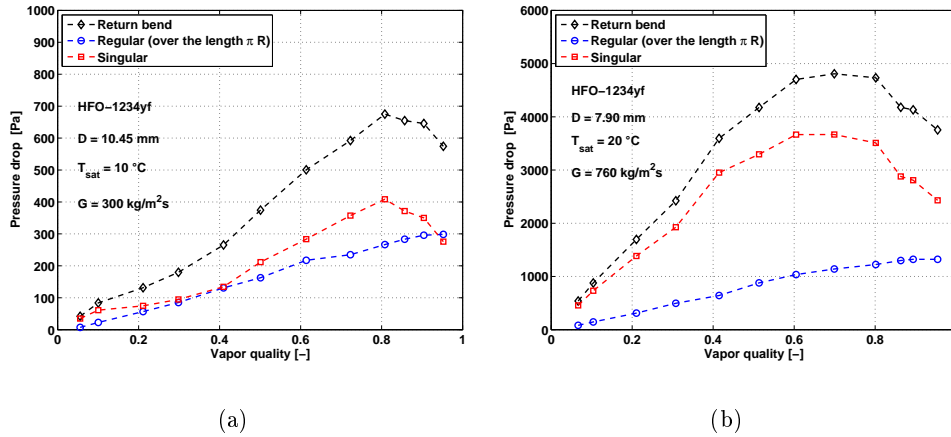 1000
900
800
700
600
500
400
300
200
100
0
Pressure drop [Pa]
Return bend
Regular (over the length π R)
Singular
HFO−1234yf
D = 10.45 mm
Tsat = 10 °C
G = 300 kg/m²s
0 0.2 0.4 0.6 0.8 1
Vapor quality [−]
(a)
6000
5000
4000
3000
2000
1000
0
Pressure drop [Pa]
Return bend
Regular (over the length π R)
Singular
HFO−1234yf
D = 7.90 mm
Tsat = 20 °C
G = 760 kg/m²s
0 0.2 0.4 0.6 0.8
Vapor quality [−]
(b)